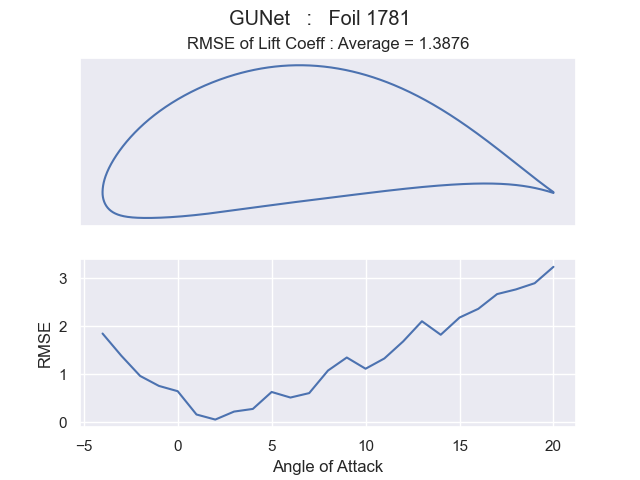 GUNet : Foil 1781
RMSE of Lift Coeff : Average = 1.3876
3
2
1
0
RMSE
−5 0 5 10 15 20
Angle of Attack